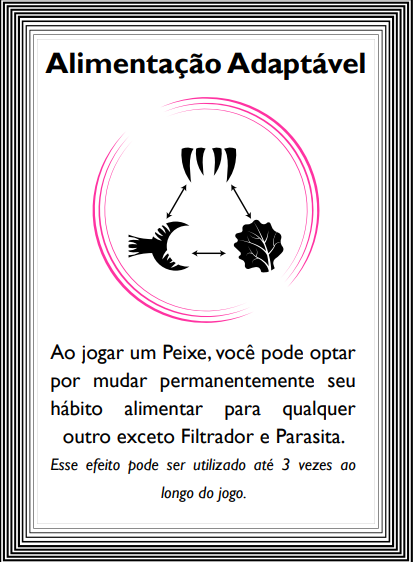 Alimentação Adaptável
Ao jogar um Peixe, você pode optar
por mudar permanentemente seu
hábito alimentar para qualquer
outro exceto Filtrador e Parasita.
Esse efeito pode ser utilizado até 3 vezes ao
longo do jogo.